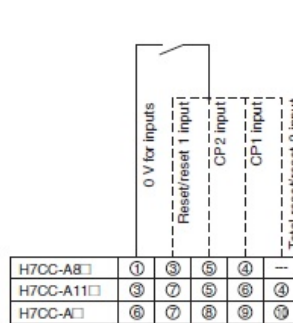 0 V for inputs
Reset/reset 1 input
CP2 input
CP1 input
H7CC-A8□ ① ③ ⑤ ④ ---
H7CC-A11□ ③ ⑦ ⑤ ⑥ ④
H7CC-A□ ⑥ ⑦ ⑧ ⑨ ⑩